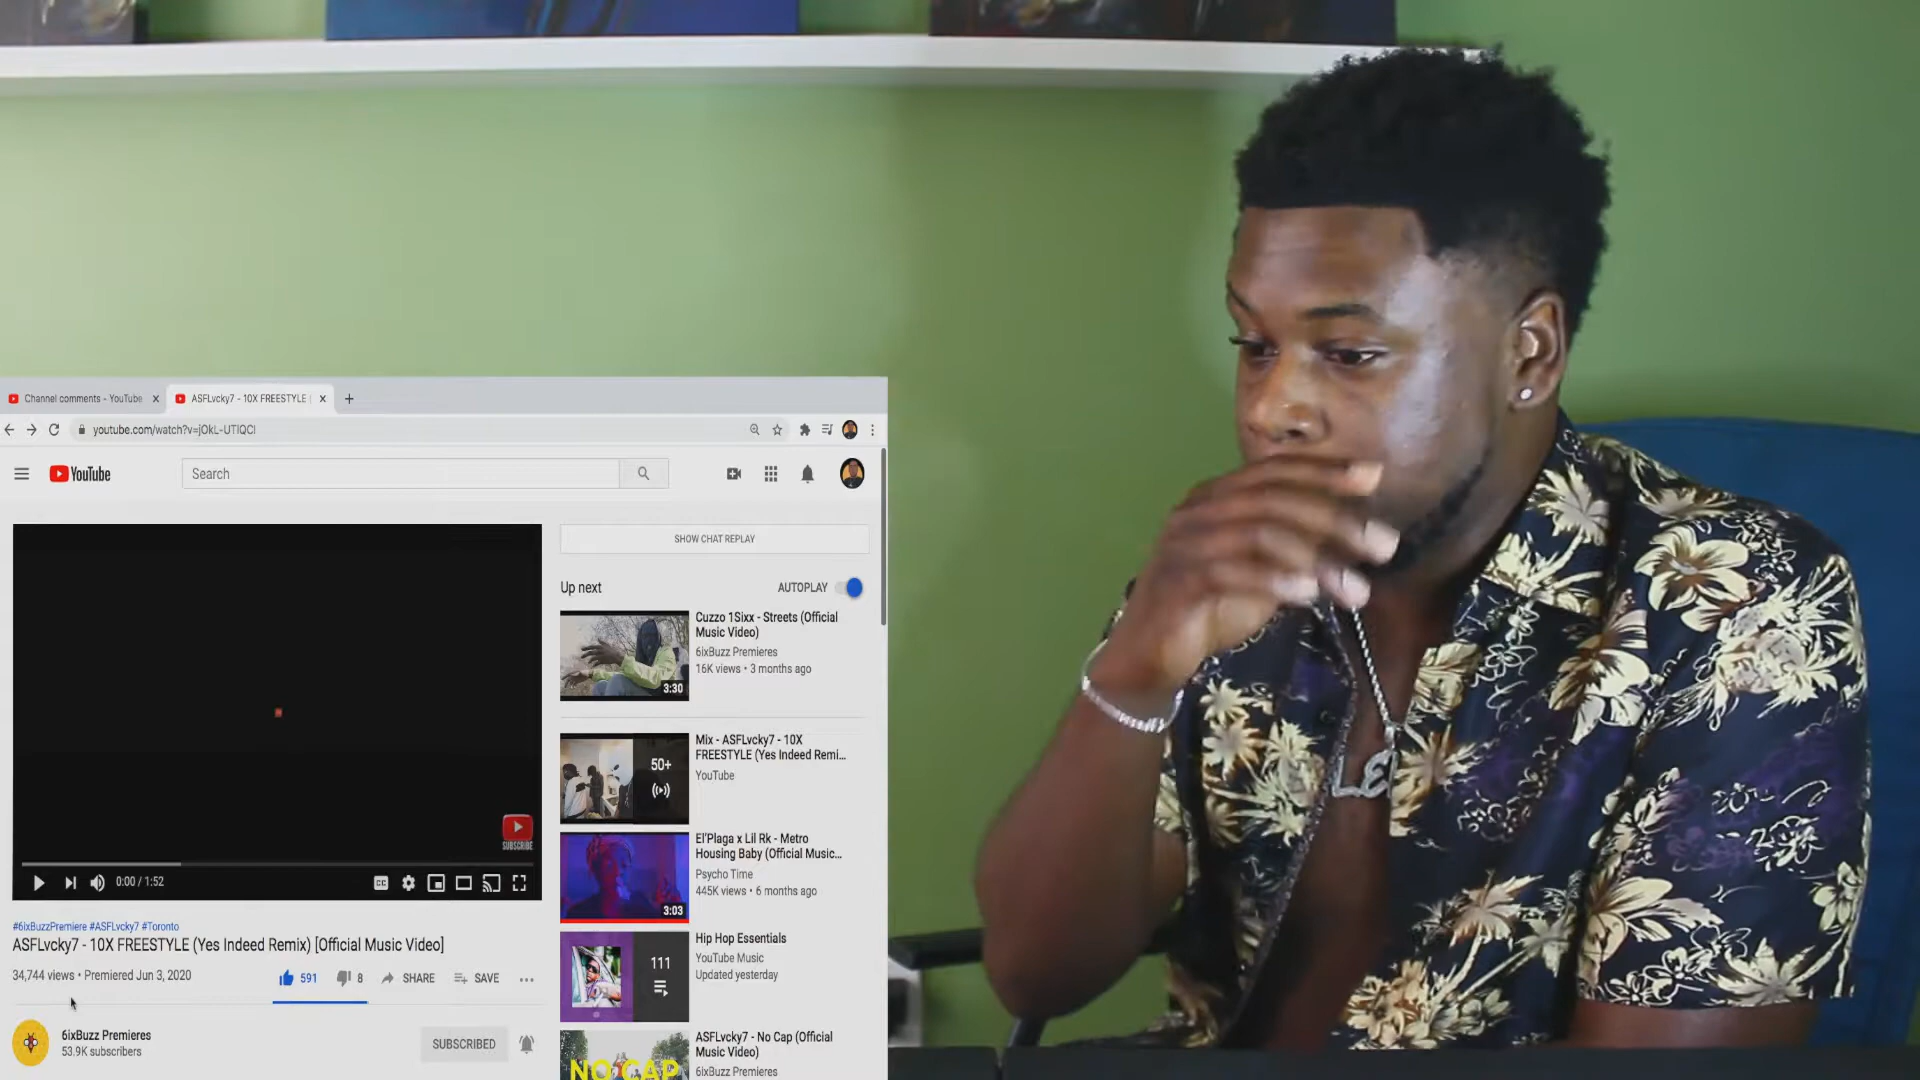 Channel comments - YouTube
ASFLvcky7 - 10X FREESTYLE
youtube.com/watch?v=jOkL-UTlQCI
YouTube
Search
SHOW CHAT REPLAY
Up next
AUTOPLAY
Cuzzo 1Sixx - Streets (Official
Music Video)
6ixBuzz Premieres
16K views • 3 months ago
3:30
Mix - ASFLvcky7 - 10X
FREESTYLE (Yes Indeed Remi...
YouTube
50+
El'Plaga x Lil Rk - Metro
Housing Baby (Official Music...
Psycho Time
445K views • 6 months ago
3:03
Hip Hop Essentials
YouTube Music
Updated yesterday
111
ASFLvcky7 - No Cap (Official
Music Video)
6ixBuzz Premieres
NO CAP
SUBSCRIBE
0:00 / 1:52
CC
#6ixBuzzPremiere #ASFLvcky7 #Toronto
ASFLvcky7 - 10X FREESTYLE (Yes Indeed Remix) [Official Music Video]
34,744 views • Premiered Jun 3, 2020
591
8
SHARE
SAVE
6ixBuzz Premieres
53.9K subscribers
SUBSCRIBED